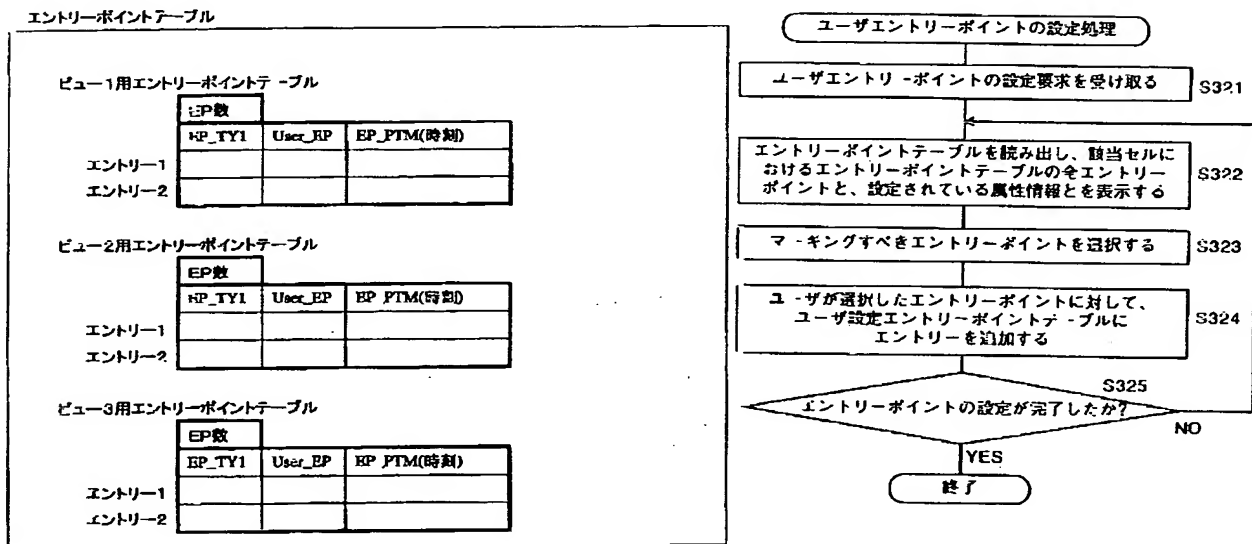 エントリーポイントテーブル
ビュー1用エントリーポイントテーブル
EP数
EP_TY1 User_EP EP_PTM(時刻)
エントリー1
エントリー2
ビュー2用エントリーポイントテーブル
EP数
EP_TY1 User_EP EP_PTM(時刻)
エントリー1
エントリー2
ビュー3用エントリーポイントテーブル
EP数
EP_TY1 User_EP EP_PTM(時刻)
エントリー1
エントリー2
ユーザエントリーポイントの設定処理
ユーザエントリーポイントの設定要求を受け取る
S321
エントリーポイントテーブルを読み出し、該当セルに
おけるエントリーポイントテーブルの全エントリー
ポイントと、設定されている属性情報とを表示する
S322
マーキングすべきエントリーポイントを選択する
S323
ユーザが選択したエントリーポイントに対して、
ユーザ設定エントリーポイントテーブルに
エントリーを追加する
S324
S325
エントリーポイントの設定が完了したか?
NO
YES
終了